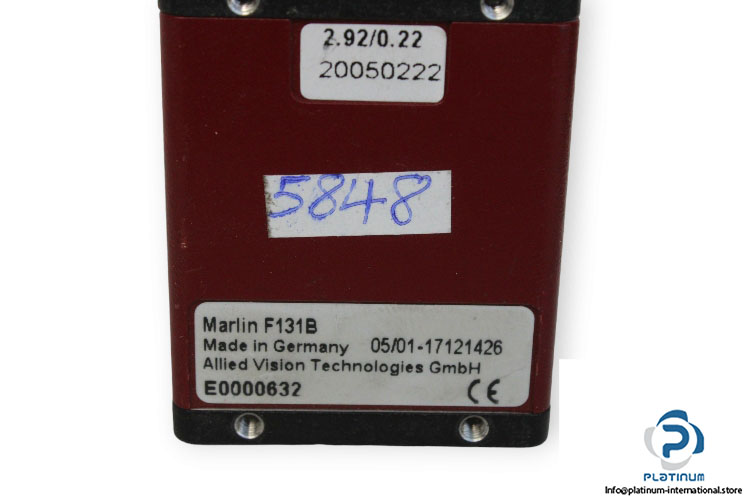 2.92/0.22
20050222
5848
Marlin F131B
Made in Germany 05/01-17121426
Allied Vision Technologies GmbH
E0000632 CE
PLATINUM
Info@platinum-international.store